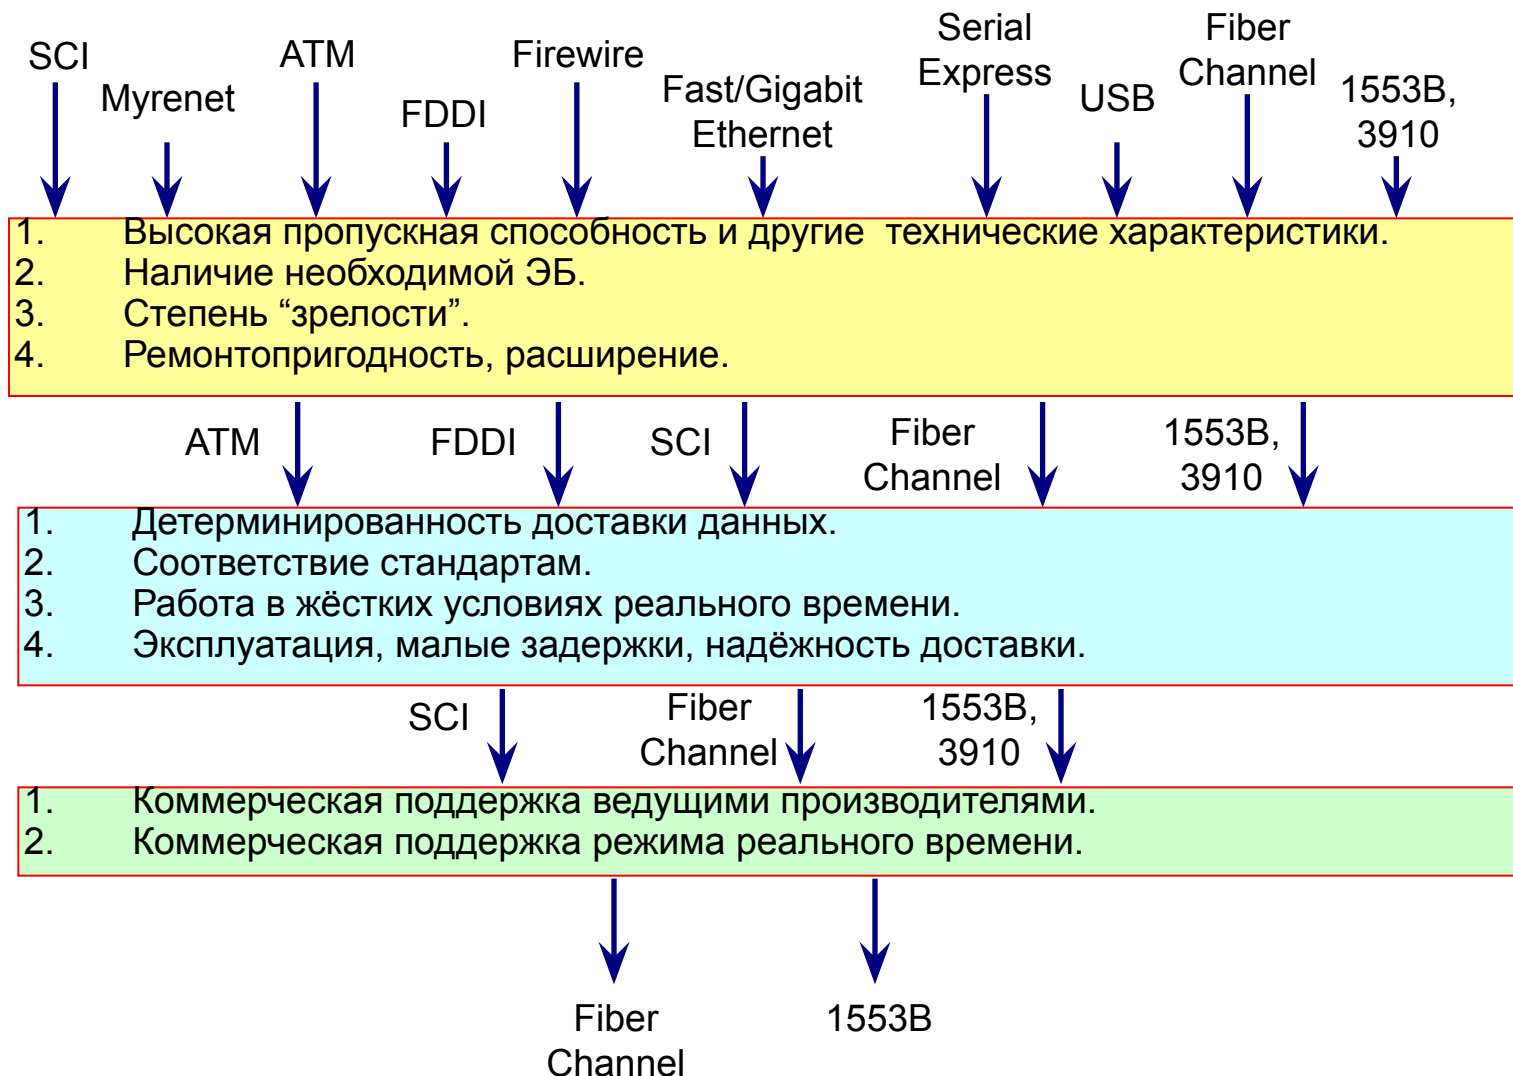 SCI
Myrenet
ATM
FDDI
Firewire
Fast/Gigabit
Ethernet
Serial
Express
USB
Fiber
Channel
1553B,
3910
1. Высокая пропускная способность и другие технические характеристики.
2. Наличие необходимой ЭБ.
3. Степень “зрелости”.
4. Ремонтопригодность, расширение.
ATM
FDDI
SCI
Fiber
Channel
1553B,
3910
1. Детерминированность доставки данных.
2. Соответствие стандартам.
3. Работа в жёстких условиях реального времени.
4. Эксплуатация, малые задержки, надёжность доставки.
SCI
Fiber
Channel
1553B,
3910
1. Коммерческая поддержка ведущими производителями.
2. Коммерческая поддержка режима реального времени.
Fiber
Channel
1553B